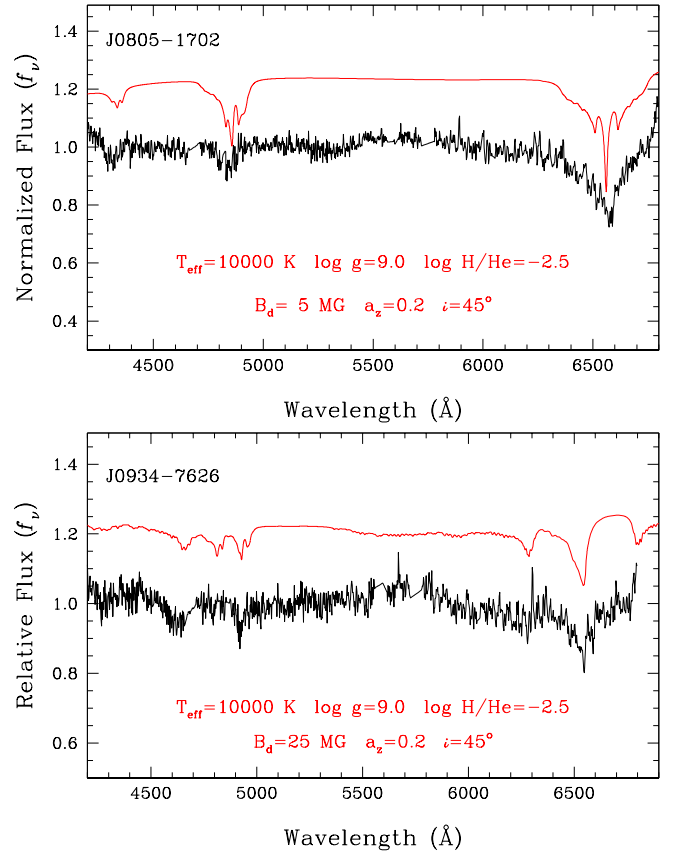 J0805−1702
Normalized Flux (fν)
1.4
1.2
1.0
0.8
0.6
0.4
Teff=10000 K log g=9.0 log H/He=−2.5
Bd= 5 MG az=0.2 i=45°
4500 5000 5500 6000 6500
Wavelength (Å)
J0934−7626
Relative Flux (fν)
1.4
1.2
1.0
0.8
0.6
Teff=10000 K log g=9.0 log H/He=−2.5
Bd=25 MG az=0.2 i=45°
4500 5000 5500 6000 6500
Wavelength (Å)